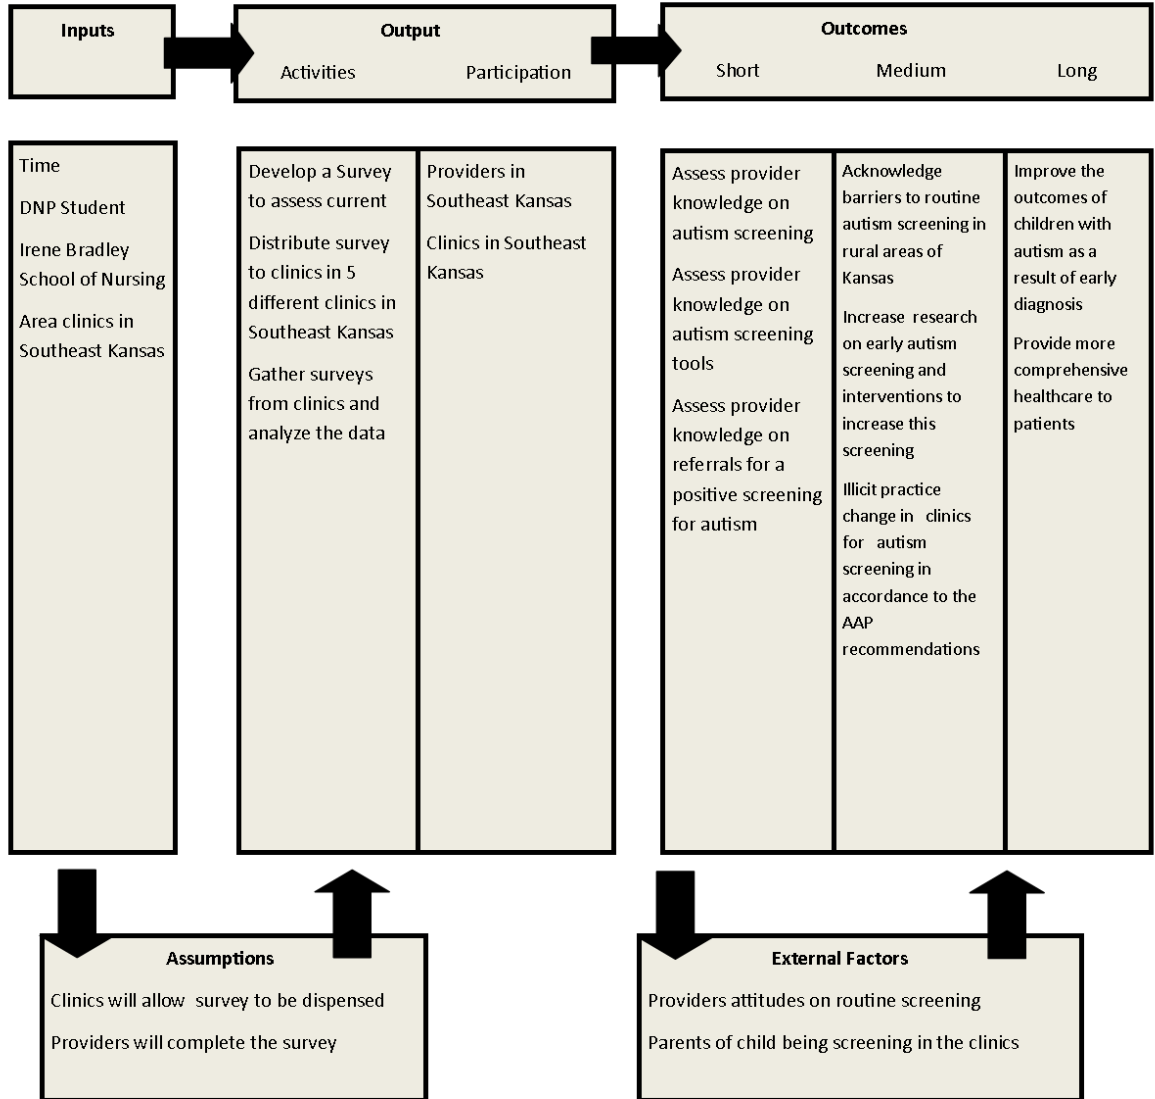 Inputs
Output
Activities Participation
Outcomes
Short Medium Long
Time
DNP Student
Irene Bradley
School of Nursing
Area clinics in
Southeast Kansas
Develop a Survey
to assess current
Distribute survey
to clinics in 5
different clinics in
Southeast Kansas
Gather surveys
from clinics and
analyze the data
Providers in
Southeast Kansas
Clinics in Southeast
Kansas
Assess provider
knowledge on
autism screening
Assess provider
knowledge on
autism screening
tools
Assess provider
knowledge on
referrals for a
positive screening
for autism
Acknowledge
barriers to routine
autism screening in
rural areas of
Kansas
Increase research
on early autism
screening and
interventions to
increase this
screening
Illicit practice
change in clinics
for autism
screening in
accordance to the
AAP
recommendations
Improve the
outcomes of
children with
autism as a
result of early
diagnosis
Provide more
comprehensive
healthcare to
patients
Assumptions
Clinics will allow survey to be dispensed
Providers will complete the survey
External Factors
Providers attitudes on routine screening
Parents of child being screening in the clinics